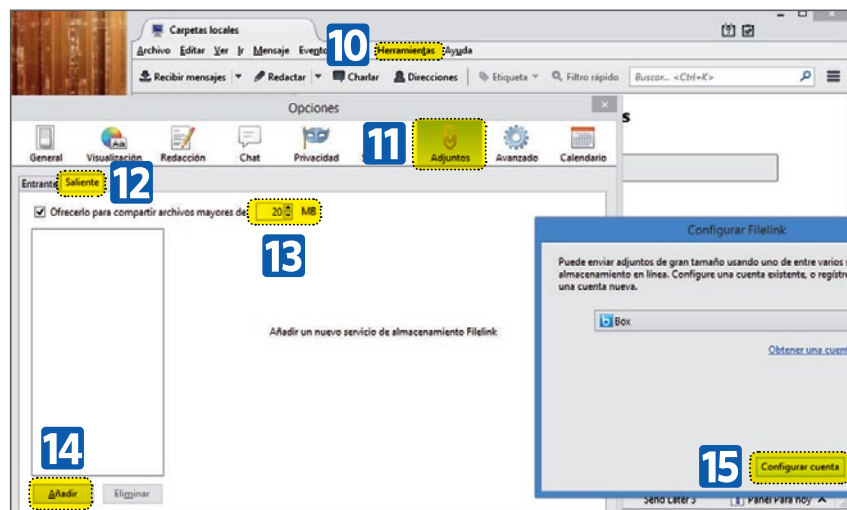 Carpetas locales
Archivo Editar Ver Ir Mensaje 10 Herramientas Ayuda
Recibir mensajes Redactar Charlar Direcciones Etiqueta Filtro rápido Buscar... <Ctrl+K>
Opciones
General Visualización Redacción Chat Privacidad 11 Adjuntos Avanzado Calendario
Entrante Saliente 12
Ofrecerlo para compartir archivos mayores de 20 MB
13
Configurar Filelink
Puede enviar adjuntos de gran tamaño usando uno de entre varios
almacenamiento en línea. Configure una cuenta existente, o
una cuenta nueva.
Box
Añadir un nuevo servicio de almacenamiento Filelink
Obtener una
14
15 Configurar cuenta
Añadir Eliminar
Send Later 3 Panel Para hoy